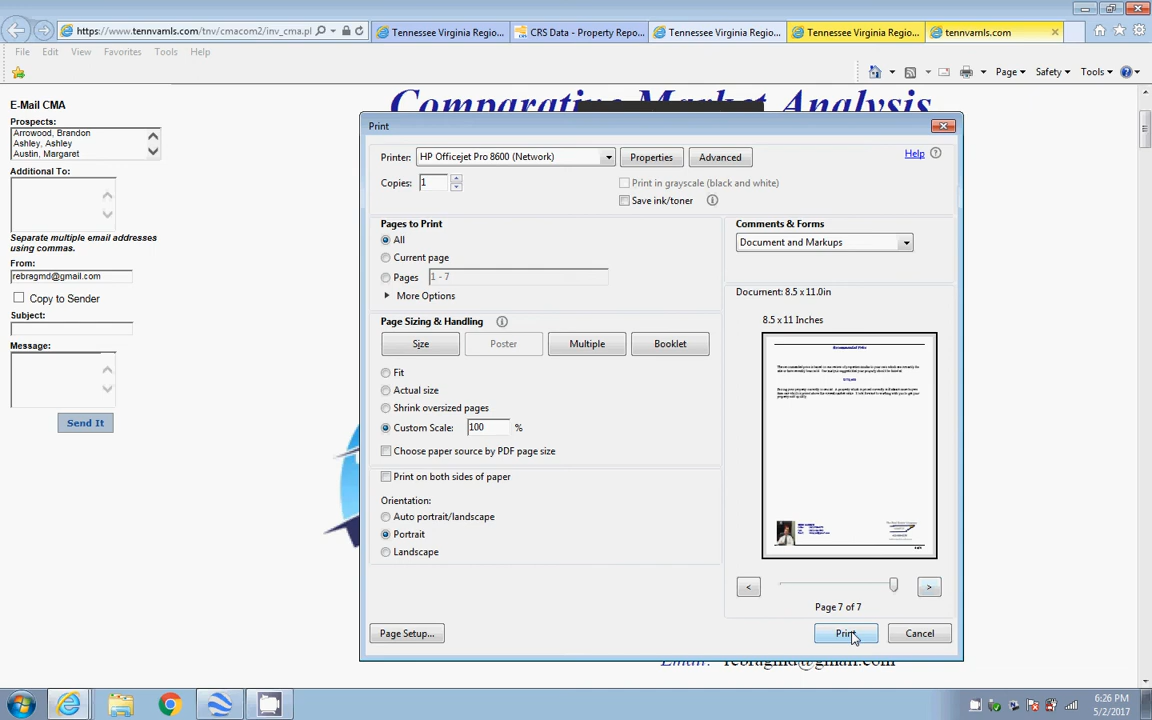 https://www.tennvamls.com/tnv/cmacom2/inv_cma.pl
Tennessee Virginia Regio...
CRS Data - Property Repo...
Tennessee Virginia Regio...
Tennessee Virginia Regio...
tennvamls.com
File Edit View Favorites Tools Help
Page Safety Tools
Comparative Market Analysis
E-Mail CMA
Prospects:
Arrowood, Brandon
Ashley, Ashley
Austin, Margaret
Additional To:
Separate multiple email addresses
using commas.
From:
rebragmd@gmail.com
Copy to Sender
Subject:
Message:
Send It
Print
Printer: HP Officejet Pro 8600 (Network) Properties Advanced Help
Copies: 1
Print in grayscale (black and white)
Save ink/toner
Pages to Print
All
Current page
Pages 1 - 7
More Options
Page Sizing & Handling
Size Poster Multiple Booklet
Fit
Actual size
Shrink oversized pages
Custom Scale: 100 %
Choose paper source by PDF page size
Print on both sides of paper
Orientation:
Auto portrait/landscape
Portrait
Landscape
Comments & Forms
Document and Markups
Document: 8.5 x 11.0in
8.5 x 11 Inches
Recommended Price
< >
Page 7 of 7
Page Setup... Print Cancel
Email: rebragmd@gmail.com
6:26 PM
5/2/2017